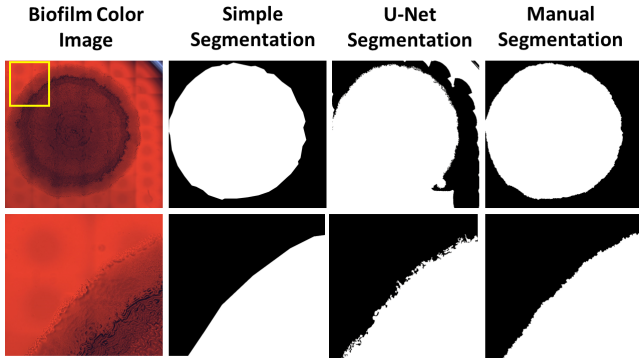 Biofilm Color
Image
Simple
Segmentation
U-Net
Segmentation
Manual
Segmentation